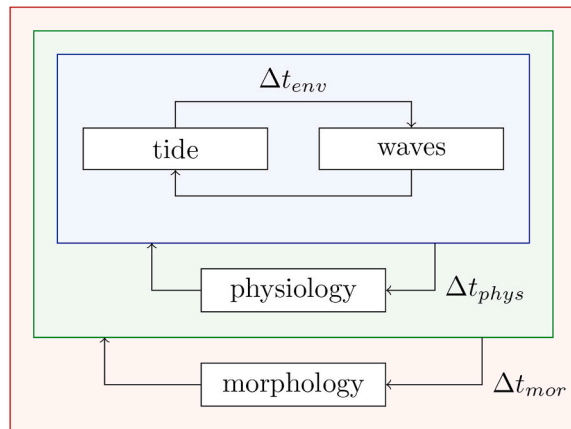 Δt_env
tide waves
physiology
Δt_phys
morphology
Δt_mor